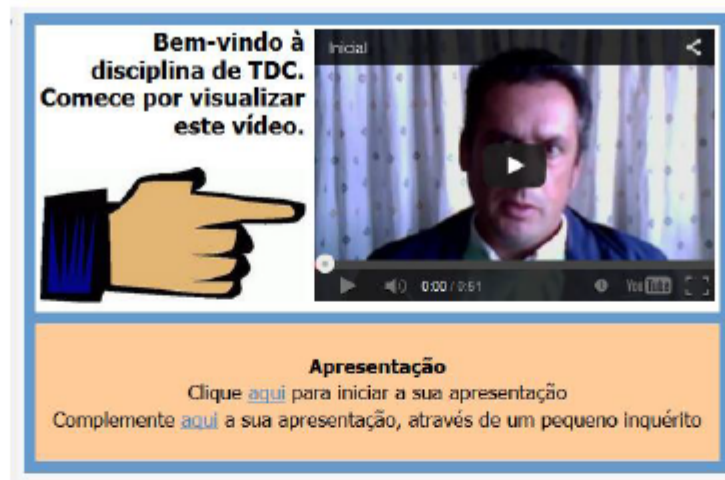 Bem-vindo à
disciplina de TDC.
Comece por visualizar
este vídeo.
Inicial
0:00 / 0:51
YouTube
Apresentação
Clique aqui para iniciar a sua apresentação
Complemente aqui a sua apresentação, através de um pequeno inquérito